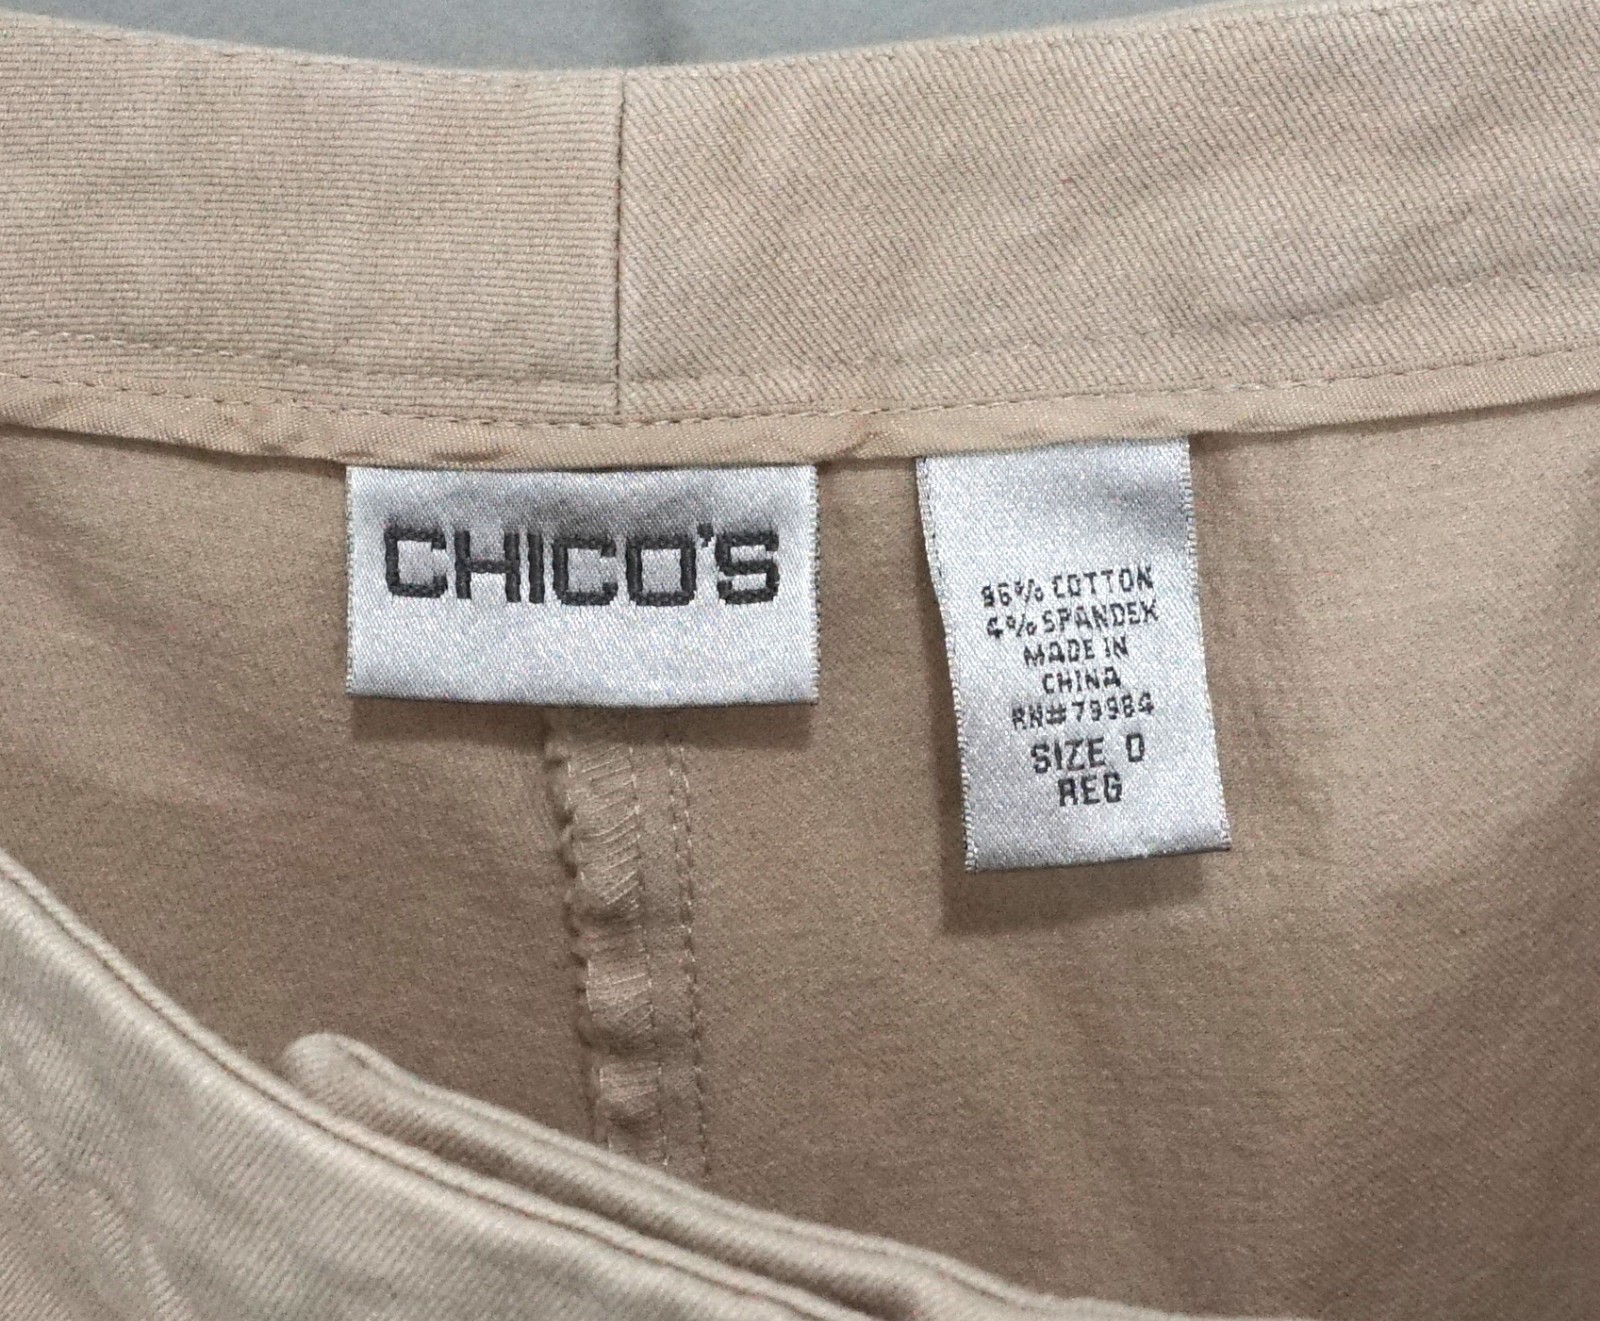 CHICO'S
96% COTTON
4% SPANDEX
MADE IN
CHINA
RN#79984
SIZE 0
REG